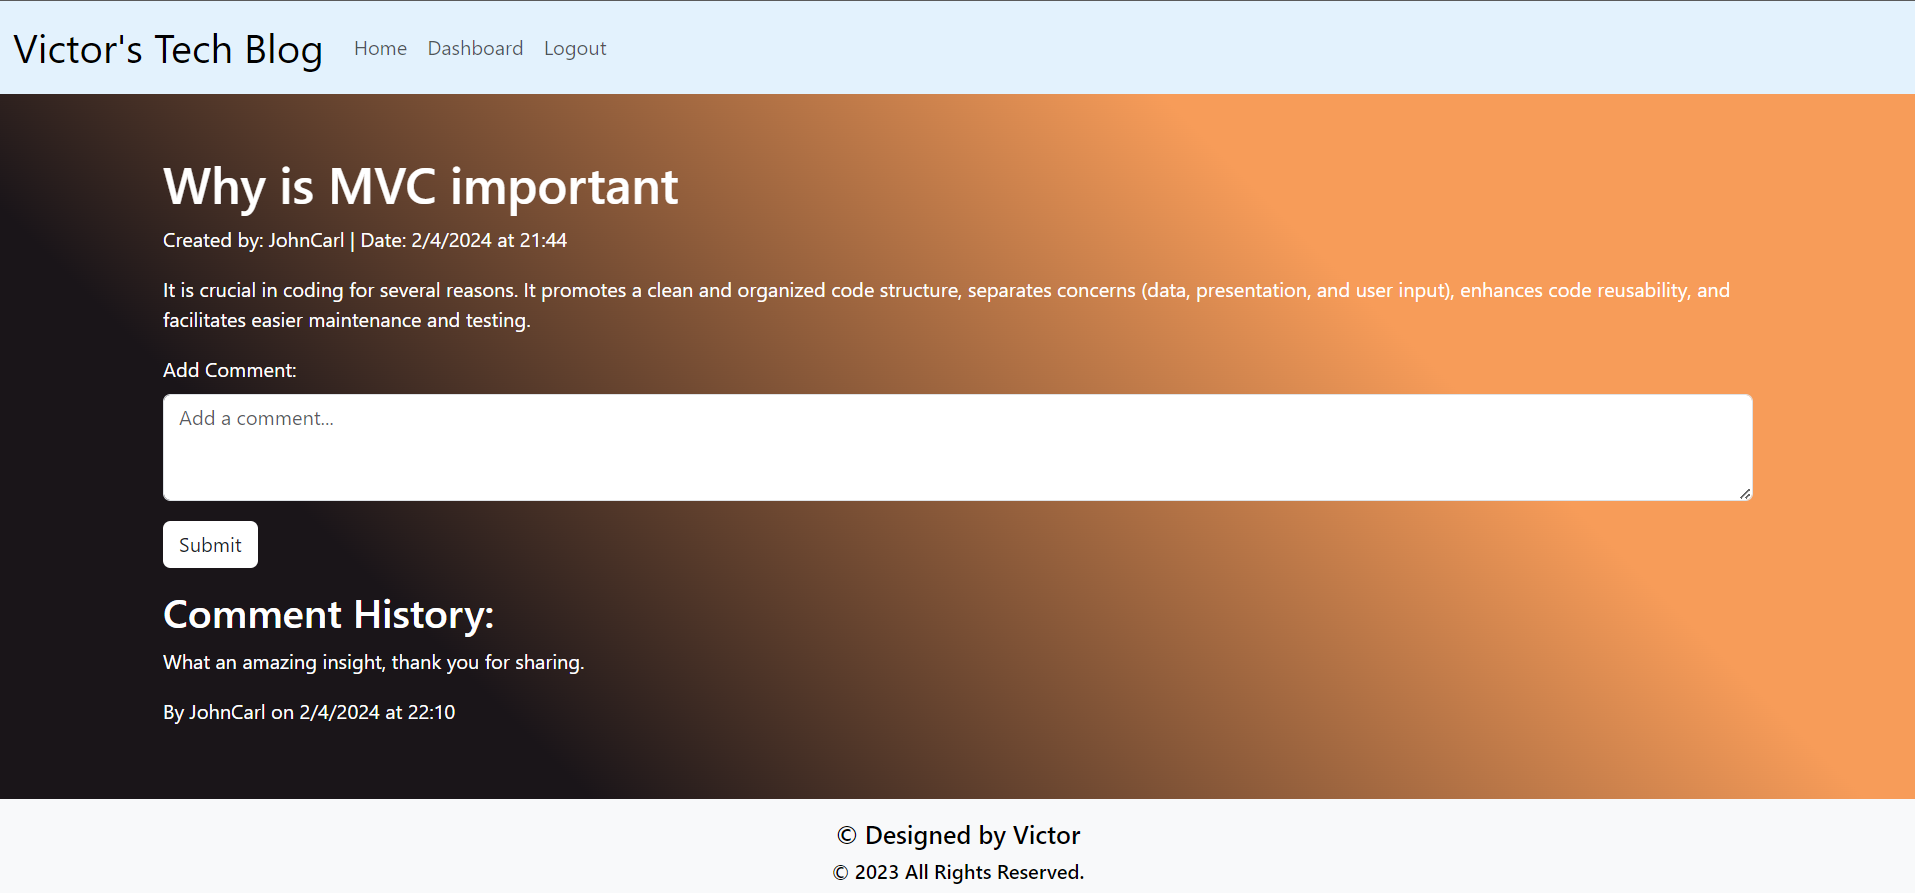 Victor's Tech Blog Home Dashboard Logout
Why is MVC important
Created by: JohnCarl | Date: 2/4/2024 at 21:44
It is crucial in coding for several reasons. It promotes a clean and organized code structure, separates concerns (data, presentation, and user input), enhances code reusability, and
facilitates easier maintenance and testing.
Add Comment:
Add a comment...
Submit
Comment History:
What an amazing insight, thank you for sharing.
By JohnCarl on 2/4/2024 at 22:10
© Designed by Victor
© 2023 All Rights Reserved.